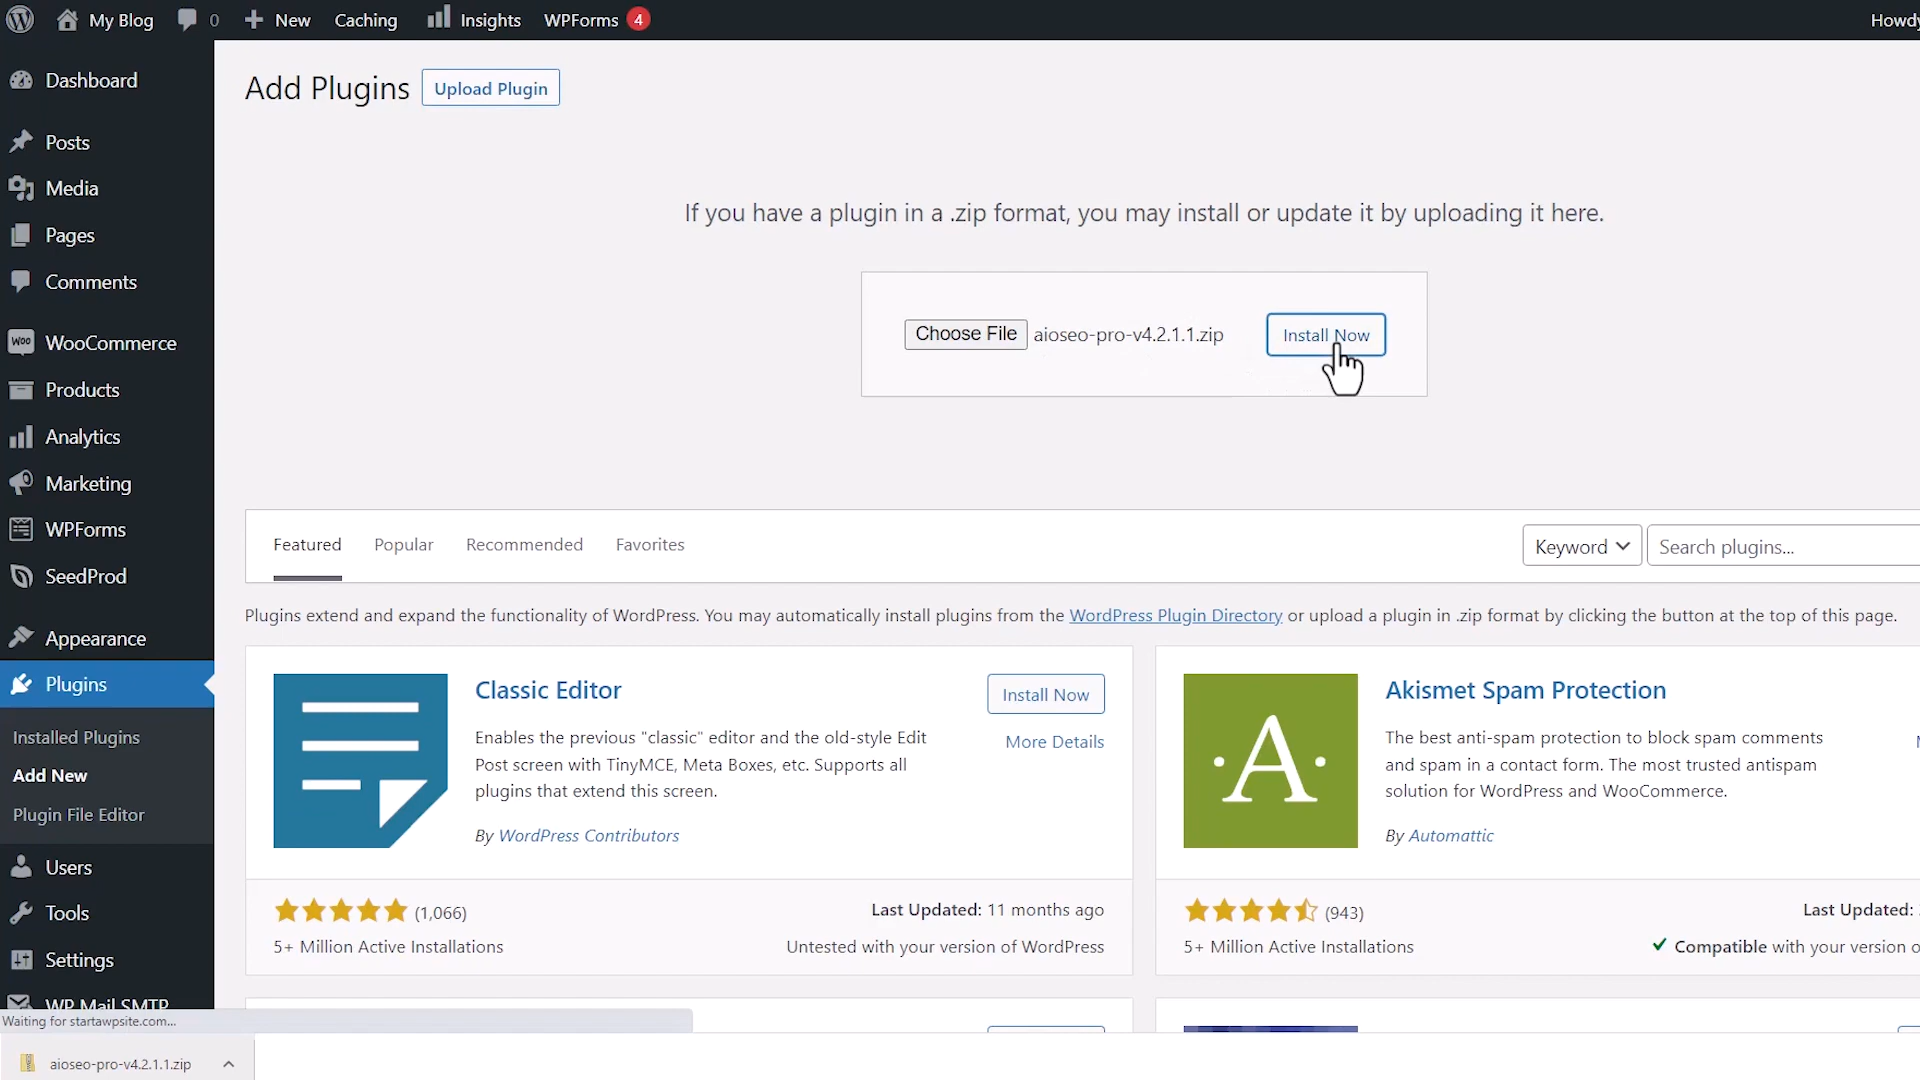 My Blog 0 New Caching Insights WPForms 4 Howdy
Dashboard
Posts
Media
Pages
Comments
WOO WooCommerce
Products
Analytics
Marketing
WPForms
SeedProd
Appearance
Plugins
Installed Plugins
Add New
Plugin File Editor
Users
Tools
Settings
WP Mail SMTP
Waiting for startawpsite.com...
Add Plugins Upload Plugin
If you have a plugin in a .zip format, you may install or update it by uploading it here.
Choose File aioseo-pro-v4.2.1.1.zip Install Now
Featured Popular Recommended Favorites Keyword Search plugins...
Plugins extend and expand the functionality of WordPress. You may automatically install plugins from the WordPress Plugin Directory or upload a plugin in .zip format by clicking the button at the top of this page.
Classic Editor
Install Now
More Details
Enables the previous "classic" editor and the old-style Edit
Post screen with TinyMCE, Meta Boxes, etc. Supports all
plugins that extend this screen.
By WordPress Contributors
(1,066)
Last Updated: 11 months ago
5+ Million Active Installations
Untested with your version of WordPress
A
Akismet Spam Protection
The best anti-spam protection to block spam comments
and spam in a contact form. The most trusted antispam
solution for WordPress and WooCommerce.
By Automattic
(943)
Last Updated:
5+ Million Active Installations
Compatible with your version
aioseo-pro-v4.2.1.1.zip